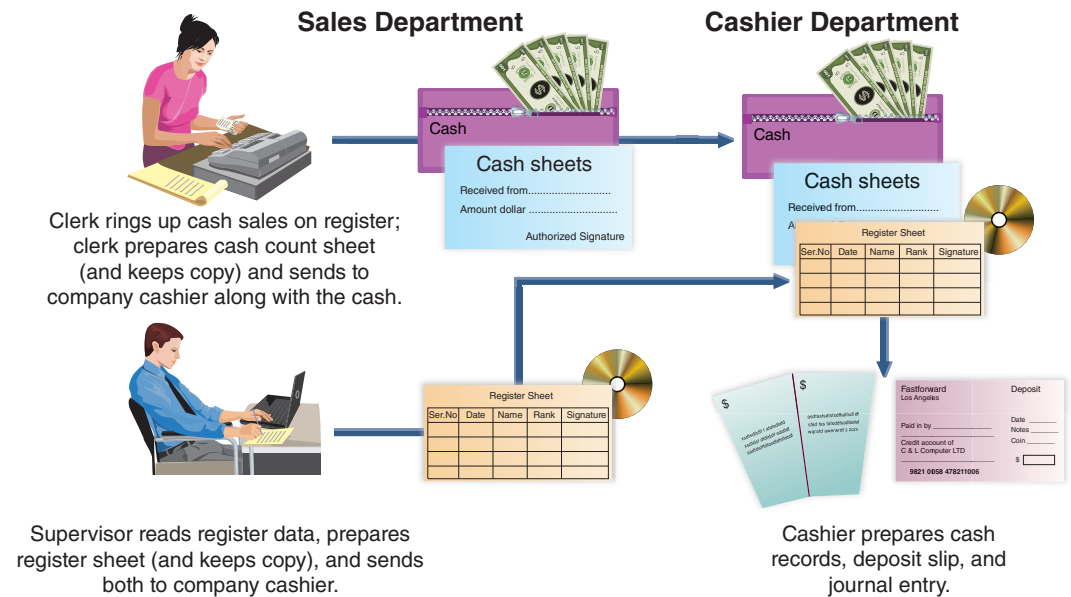 Sales Department
Cashier Department
Cash
Cash sheets
Received from..............................
Amount dollar ................................
Authorized Signature
Cash
Cash sheets
Received from..............................
Register Sheet
Ser.No Date Name Rank Signature
Clerk rings up cash sales on register;
clerk prepares cash count sheet
(and keeps copy) and sends to
company cashier along with the cash.
Register Sheet
Ser.No Date Name Rank Signature
$
$
Fastforward
Los Angeles
Deposit
Paid in by
Date
Notes
Coin
Credit account of
C & L Computer LTD
$
9821 0058 478211006
Supervisor reads register data, prepares
register sheet (and keeps copy), and sends
both to company cashier.
Cashier prepares cash
records, deposit slip, and
journal entry.